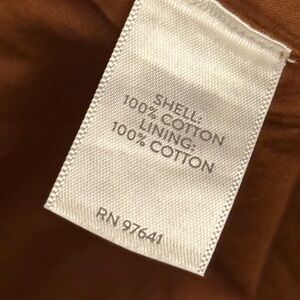 SHELL:
100% COTTON
LINING:
100% COTTON
RN 97641